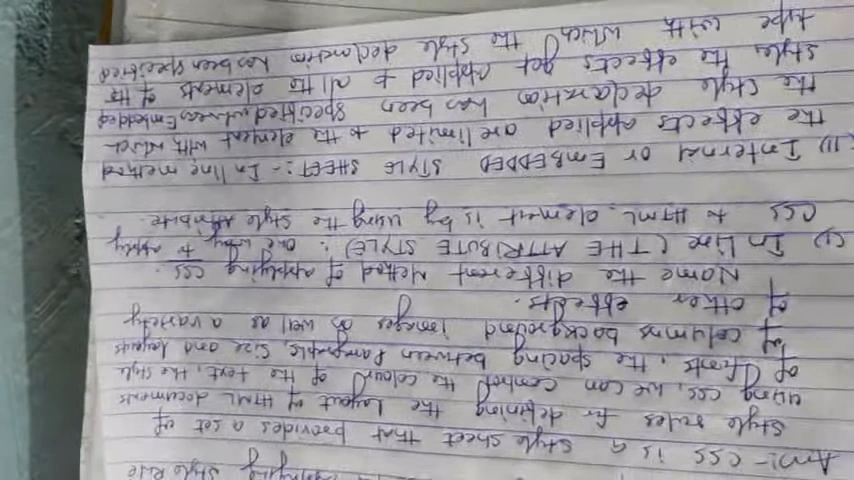 applying style Rule
Ans:- CSS is a style sheet that provides a set of
style rules for defining the layout of HTML documents
using CSS, we can control the colour of the text, the style
of fonts, the spacing between Paragraphs, size and layouts
of columns background images as well as a variety
of other effects.
Name the different Method of applying CSS.
(i) In line (THE ATTRIBUTE STYLE) : One way to apply
CSS to HTML element is by using the style Attribute.
(ii) Internal or EMBEDDED STYLE SHEET :- In line method
the effects applied are limited to the element with which
the style declaration has been specified whereas Embedded
styles the effects get applied to all the elements of the
type with which the style declaration has been specified